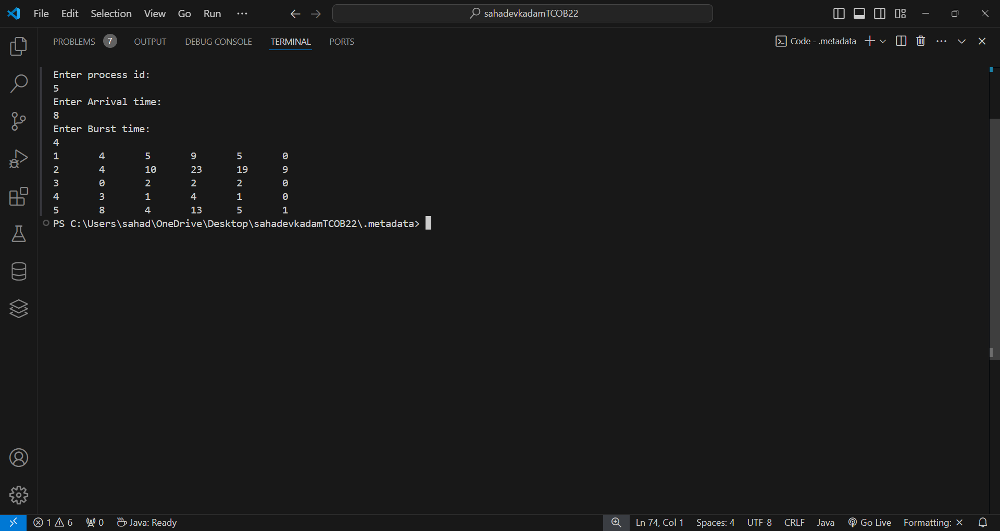 File Edit Selection View Go Run ···
sahadevkadamTCOB22
PROBLEMS 7 OUTPUT DEBUG CONSOLE TERMINAL PORTS
Code - .metadata
Enter process id:
5
Enter Arrival time:
8
Enter Burst time:
4
1 4 5 9 5 0
2 4 10 23 19 9
3 0 2 2 2 0
4 3 1 4 1 0
5 8 4 13 5 1
PS C:\Users\sahad\OneDrive\Desktop\sahadevkadamTCOB22\.metadata>
1 6 0 Java: Ready Ln 74, Col 1 Spaces: 4 UTF-8 CRLF Java Go Live Formatting: ×